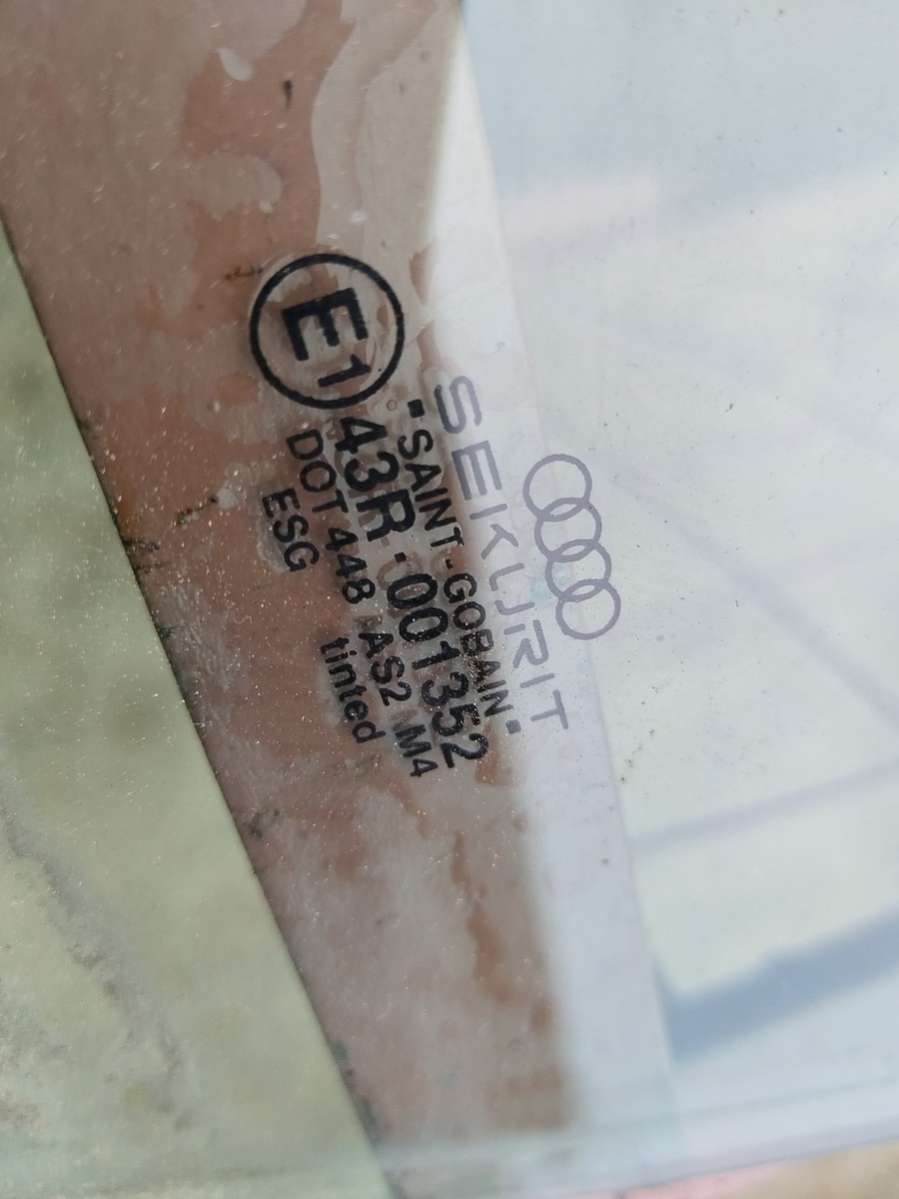 SEKURIT
"SAINT-GOBAIN"
E1
43R-001352
DOT 448 AS2 M4
ESG tinted